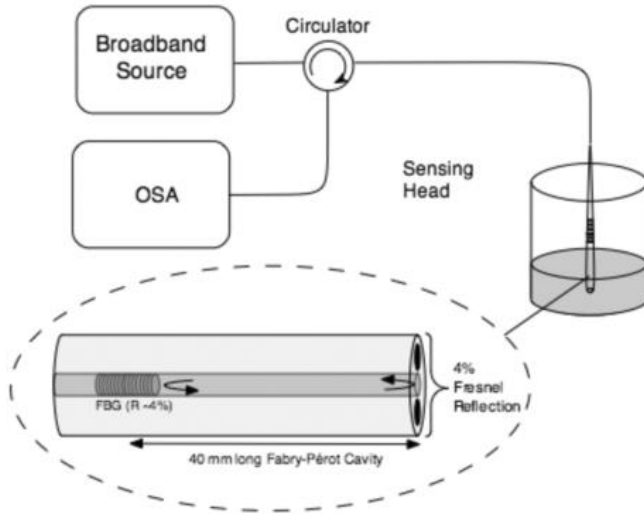 Circulator
Broadband
Source
OSA
Sensing
Head
4%
Fresnel
Reflection
FBG (R ~4%)
40 mm long Fabry-Pérot Cavity